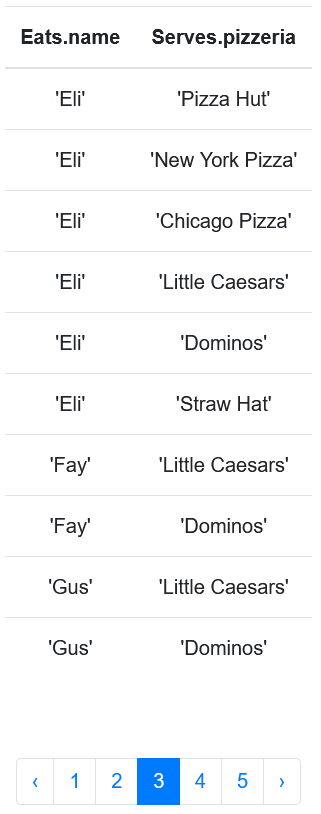 Eats.name Serves.pizzeria
'Eli' 'Pizza Hut'
'Eli' 'New York Pizza'
'Eli' 'Chicago Pizza'
'Eli' 'Little Caesars'
'Eli' 'Dominos'
'Eli' 'Straw Hat'
'Fay' 'Little Caesars'
'Fay' 'Dominos'
'Gus' 'Little Caesars'
'Gus' 'Dominos'
‹ 1 2 3 4 5 ›